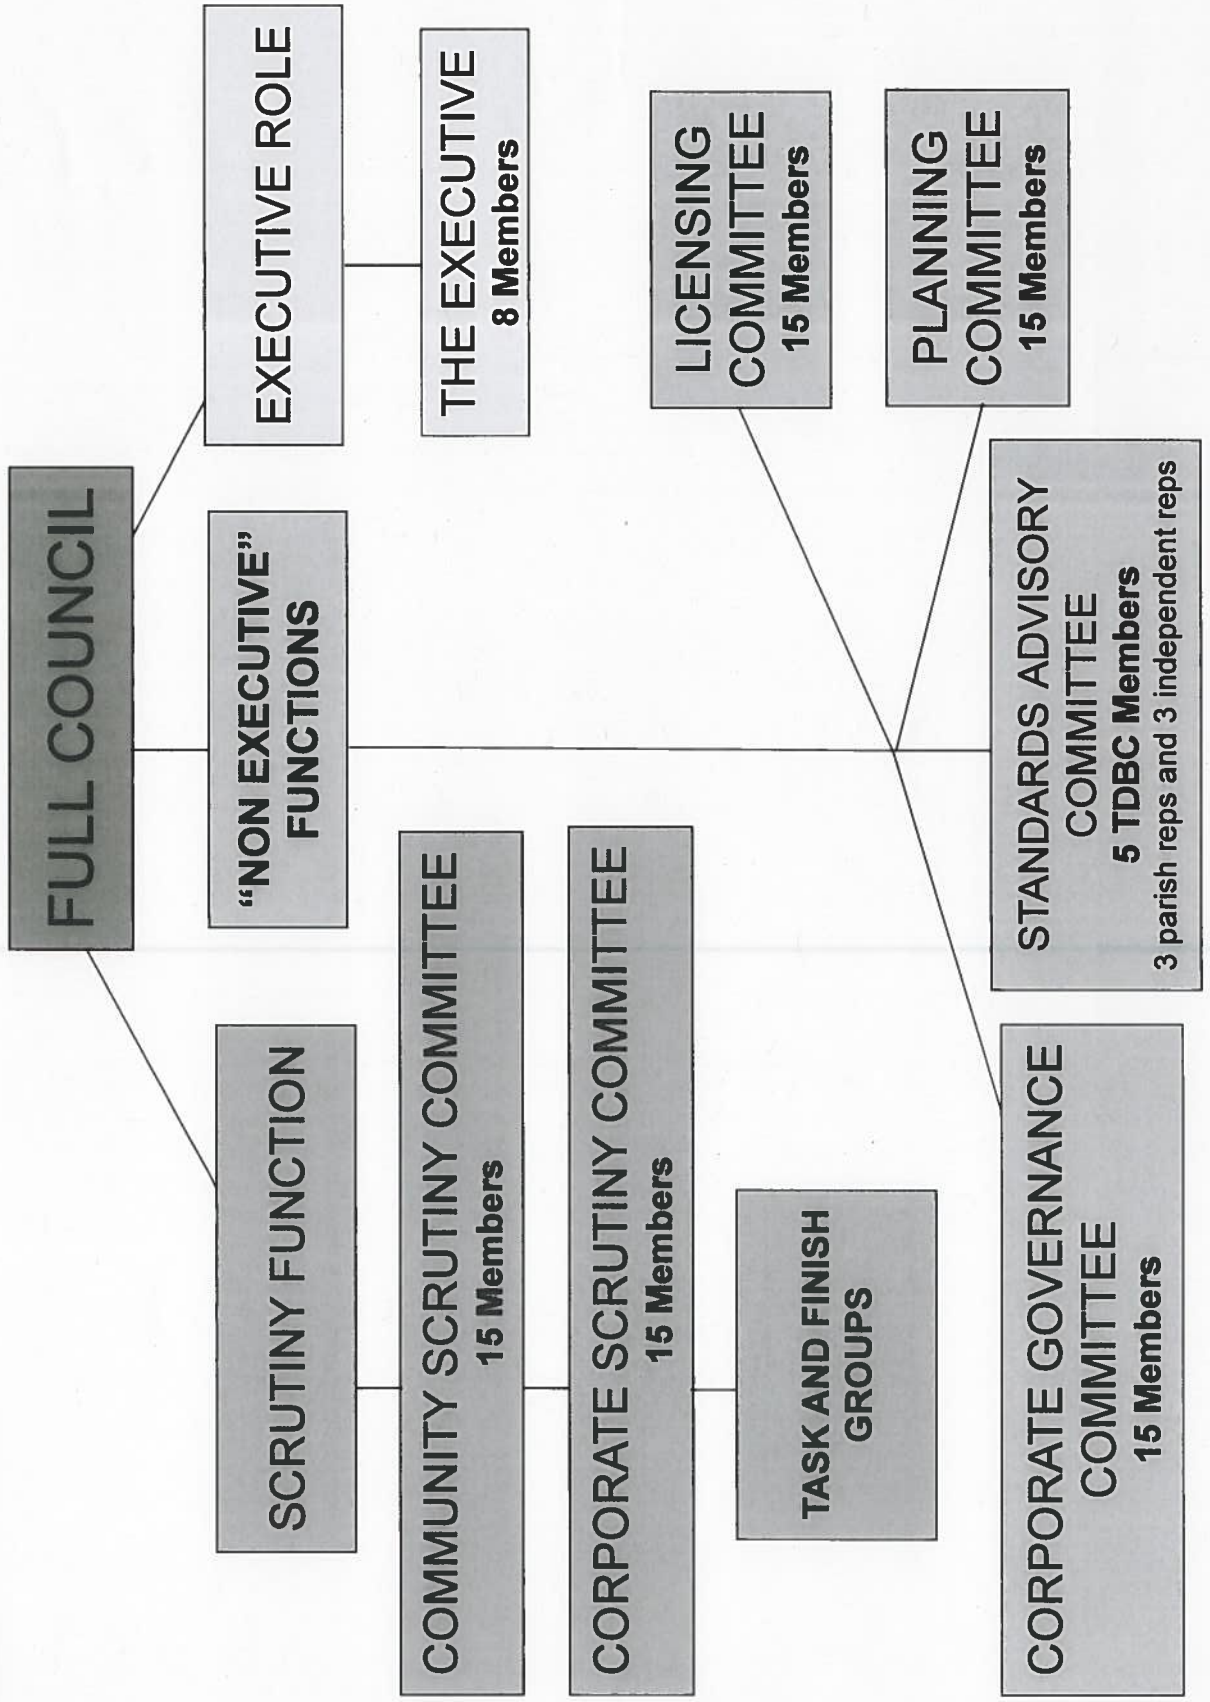 FULL COUNCIL
SCRUTINY FUNCTION
“NON EXECUTIVE”
FUNCTIONS
EXECUTIVE ROLE
COMMUNITY SCRUTINY COMMITTEE
15 Members
THE EXECUTIVE
8 Members
CORPORATE SCRUTINY COMMITTEE
15 Members
TASK AND FINISH
GROUPS
LICENSING
COMMITTEE
15 Members
PLANNING
COMMITTEE
15 Members
CORPORATE GOVERNANCE
COMMITTEE
15 Members
STANDARDS ADVISORY
COMMITTEE
5 TDBC Members
3 parish reps and 3 independent reps